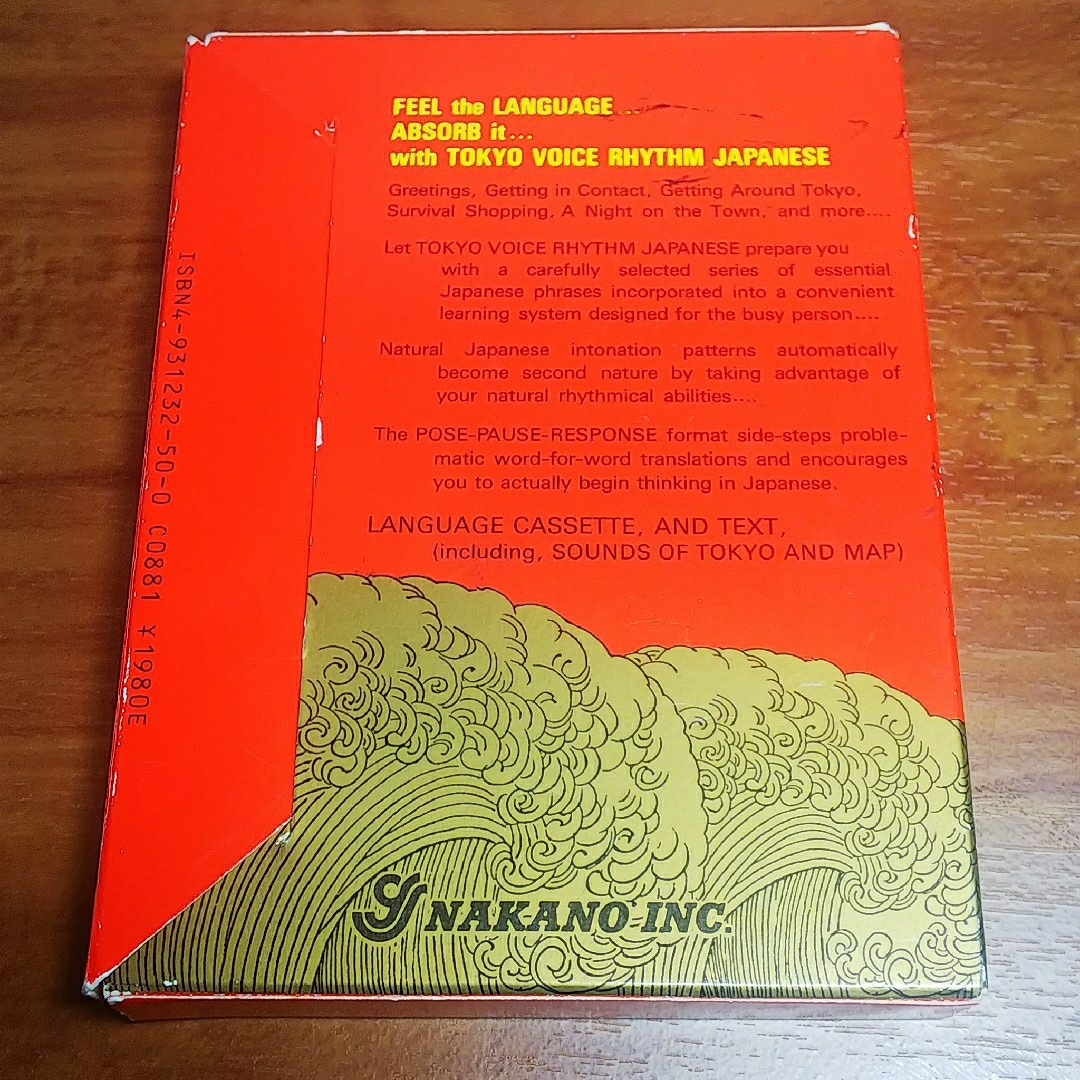 FEEL the LANGUAGE ...
ABSORB it...
with TOKYO VOICE RHYTHM JAPANESE
Greetings, Getting in Contact, Getting Around Tokyo,
Survival Shopping, A Night on the Town, and more....
Let TOKYO VOICE RHYTHM JAPANESE prepare you
with a carefully selected series of essential
Japanese phrases incorporated into a convenient
learning system designed for the busy person....
Natural Japanese intonation patterns automatically
become second nature by taking advantage of
your natural rhythmical abilities....
The POSE-PAUSE-RESPONSE format side-steps proble-
matic word-for-word translations and encourages
you to actually begin thinking in Japanese.
LANGUAGE CASSETTE, AND TEXT,
(including, SOUNDS OF TOKYO AND MAP)
NAKANO INC.
ISBN4-931232-50-0 C0881 ¥1980E